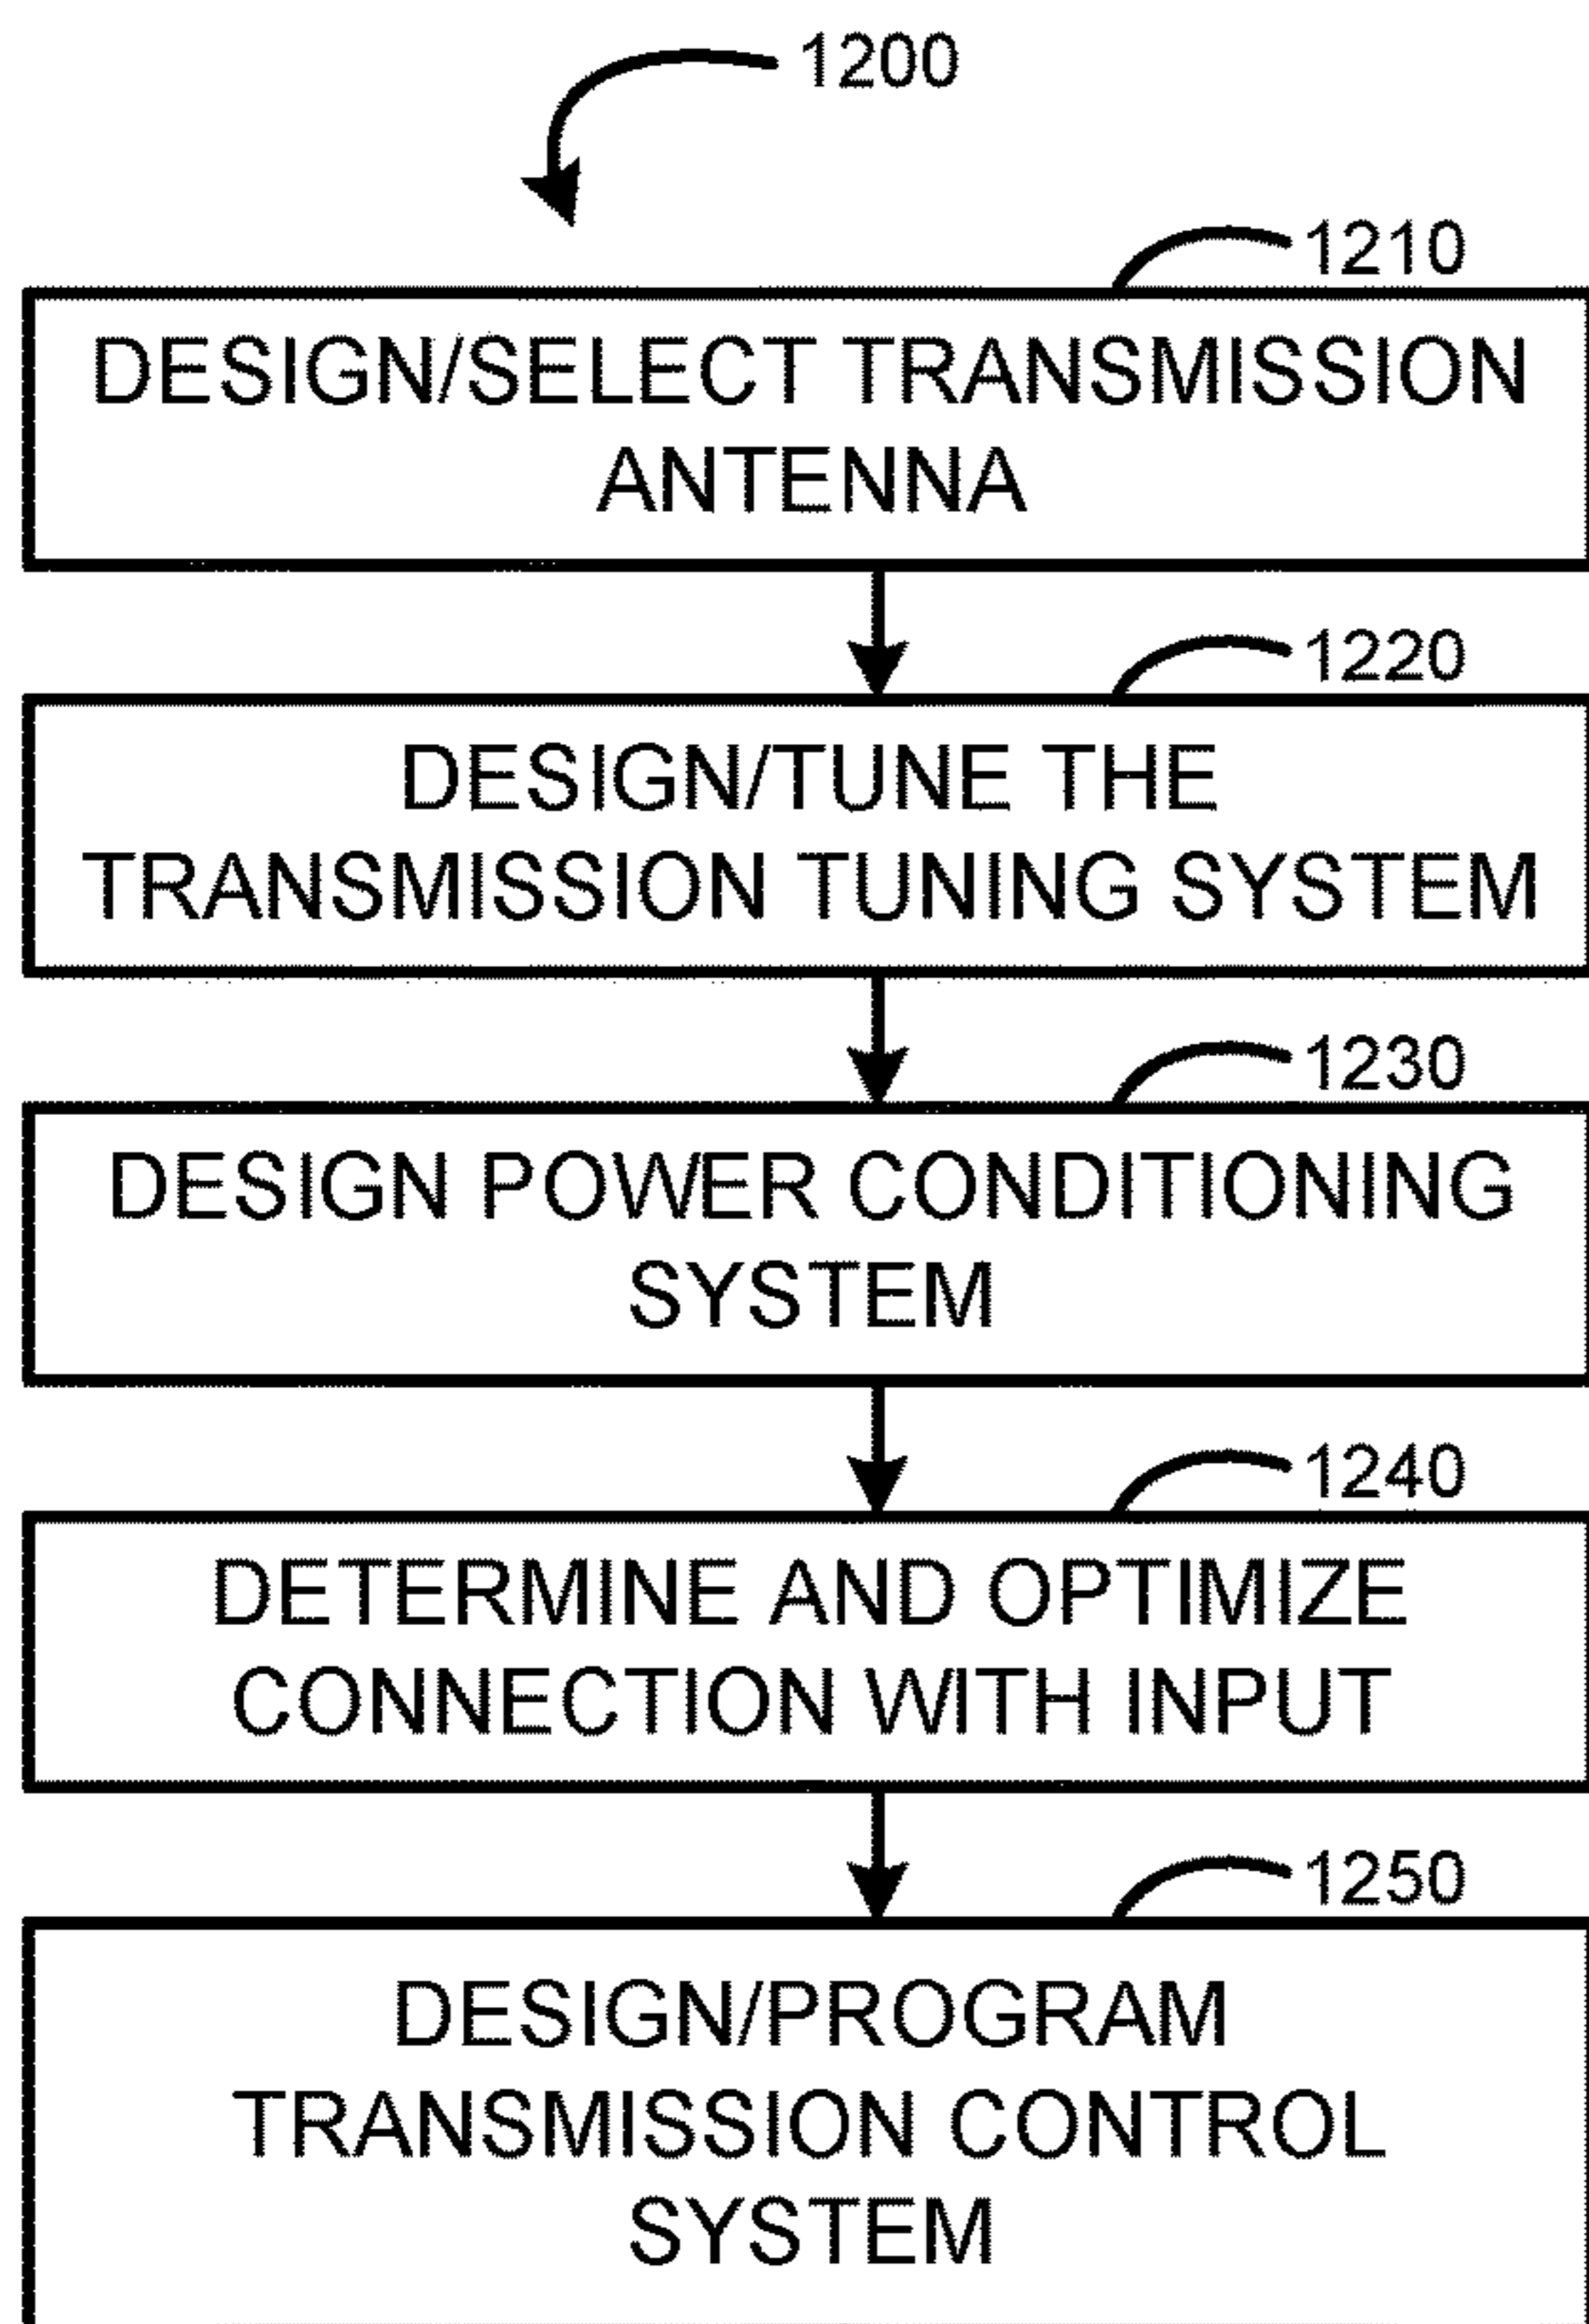 1200
1210
DESIGN/SELECT TRANSMISSION
ANTENNA
1220
DESIGN/TUNE THE
TRANSMISSION TUNING SYSTEM
1230
DESIGN POWER CONDITIONING
SYSTEM
1240
DETERMINE AND OPTIMIZE
CONNECTION WITH INPUT
1250
DESIGN/PROGRAM
TRANSMISSION CONTROL
SYSTEM